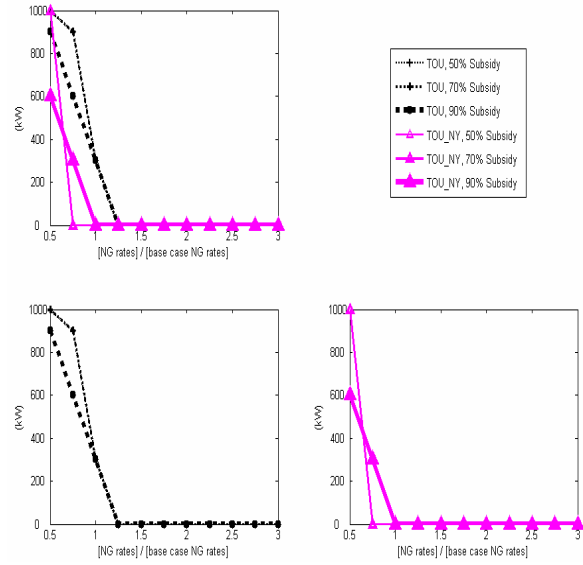 1000
800
600
400
200
0
(kW)
0.5 1 1.5 2 2.5 3
[NG rates] / [base case NG rates]
TOU, 50% Subsidy
TOU, 70% Subsidy
TOU, 90% Subsidy
TOU_NY, 50% Subsidy
TOU_NY, 70% Subsidy
TOU_NY, 90% Subsidy
1000
800
600
400
200
0
(kW)
0.5 1 1.5 2 2.5 3
[NG rates] / [base case NG rates]
1000
800
600
400
200
0
(kW)
0.5 1 1.5 2 2.5 3
[NG rates] / [base case NG rates]